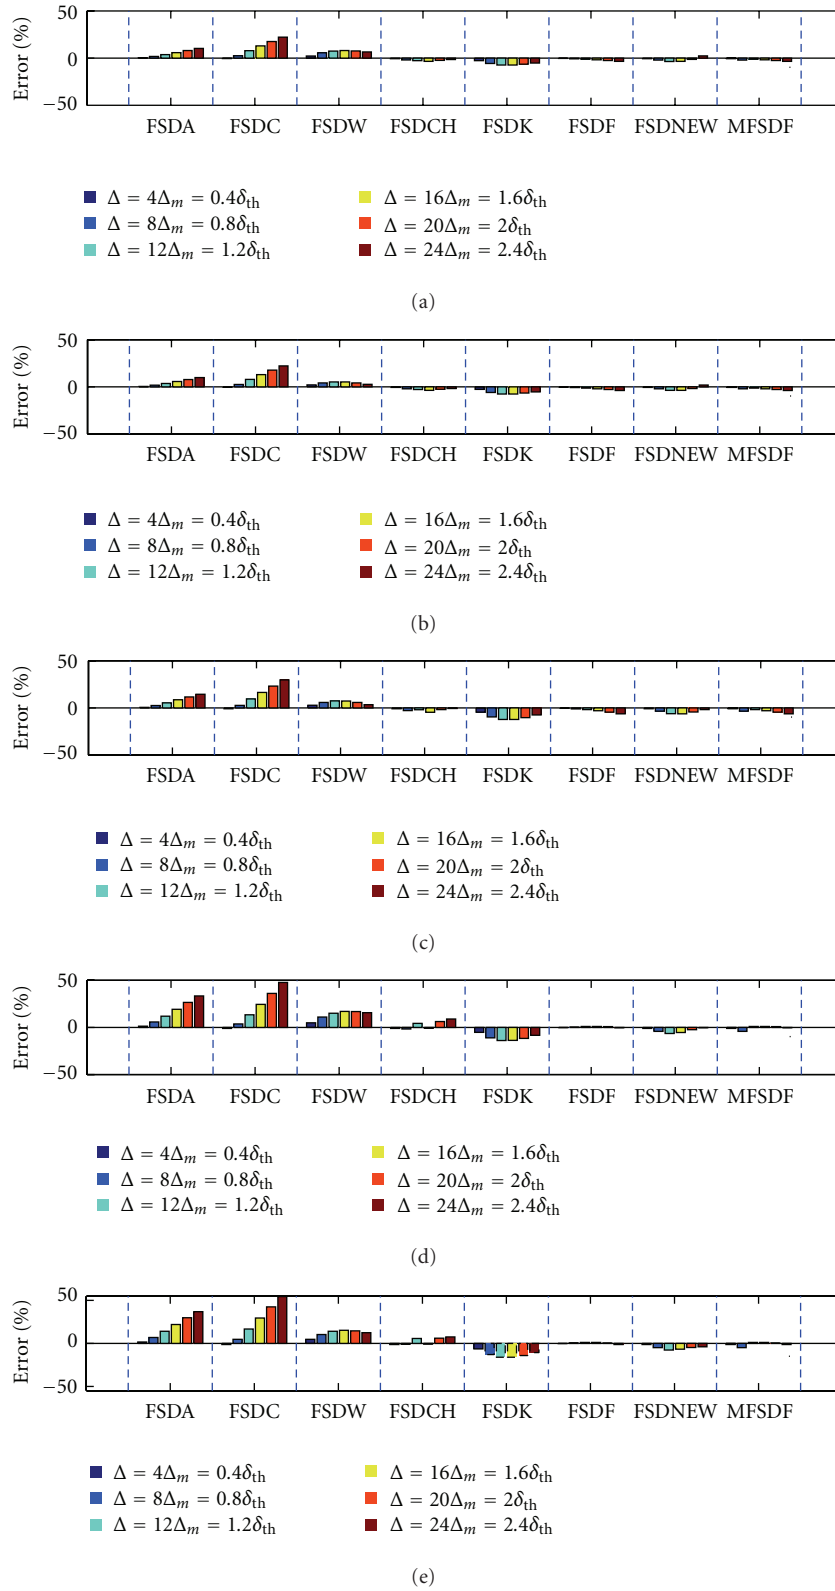 50
Error (%)
0
−50
FSDA FSDC FSDW FSDCH FSDK FSDF FSDNEW MFSDF
Δ = 4Δm = 0.4δth
Δ = 8Δm = 0.8δth
Δ = 12Δm = 1.2δth
Δ = 16Δm = 1.6δth
Δ = 20Δm = 2δth
Δ = 24Δm = 2.4δth
(a)
50
Error (%)
0
−50
FSDA FSDC FSDW FSDCH FSDK FSDF FSDNEW MFSDF
Δ = 4Δm = 0.4δth
Δ = 8Δm = 0.8δth
Δ = 12Δm = 1.2δth
Δ = 16Δm = 1.6δth
Δ = 20Δm = 2δth
Δ = 24Δm = 2.4δth
(b)
50
Error (%)
0
−50
FSDA FSDC FSDW FSDCH FSDK FSDF FSDNEW MFSDF
Δ = 4Δm = 0.4δth
Δ = 8Δm = 0.8δth
Δ = 12Δm = 1.2δth
Δ = 16Δm = 1.6δth
Δ = 20Δm = 2δth
Δ = 24Δm = 2.4δth
(c)
50
Error (%)
0
−50
FSDA FSDC FSDW FSDCH FSDK FSDF FSDNEW MFSDF
Δ = 4Δm = 0.4δth
Δ = 8Δm = 0.8δth
Δ = 12Δm = 1.2δth
Δ = 16Δm = 1.6δth
Δ = 20Δm = 2δth
Δ = 24Δm = 2.4δth
(d)
50
Error (%)
0
−50
FSDA FSDC FSDW FSDCH FSDK FSDF FSDNEW MFSDF
Δ = 4Δm = 0.4δth
Δ = 8Δm = 0.8δth
Δ = 12Δm = 1.2δth
Δ = 16Δm = 1.6δth
Δ = 20Δm = 2δth
Δ = 24Δm = 2.4δth
(e)